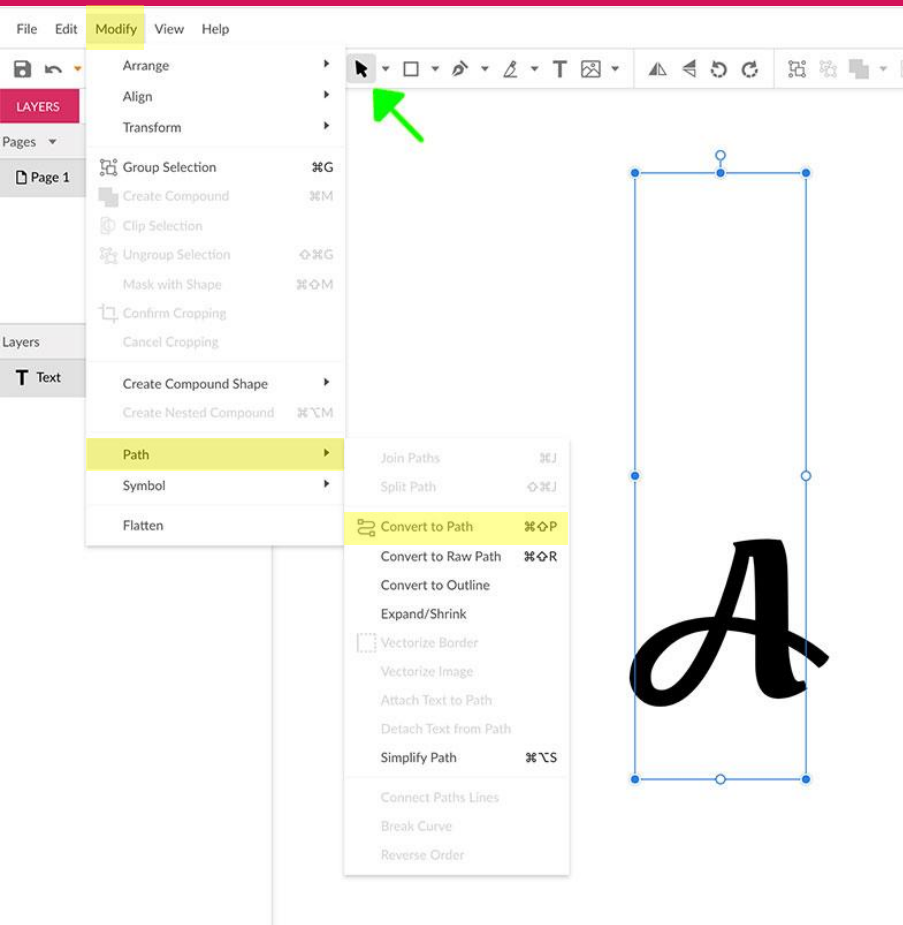 File Edit Modify View Help
T
LAYERS
Pages
Page 1
Layers
T Text
Arrange
Align
Transform
Group Selection ⌘G
Create Compound ⌘M
Clip Selection
Ungroup Selection ⇧⌘G
Mask with Shape ⌘⇧M
Confirm Cropping
Cancel Cropping
Create Compound Shape
Create Nested Compound ⌘⌥M
Path
Symbol
Flatten
Join Paths ⌘J
Split Path ⇧⌘J
Convert to Path ⌘⇧P
Convert to Raw Path ⌘⇧R
Convert to Outline
Expand/Shrink
Vectorize Border
Vectorize Image
Attach Text to Path
Detach Text from Path
Simplify Path ⌘⌥S
Connect Paths Lines
Break Curve
Reverse Order
A